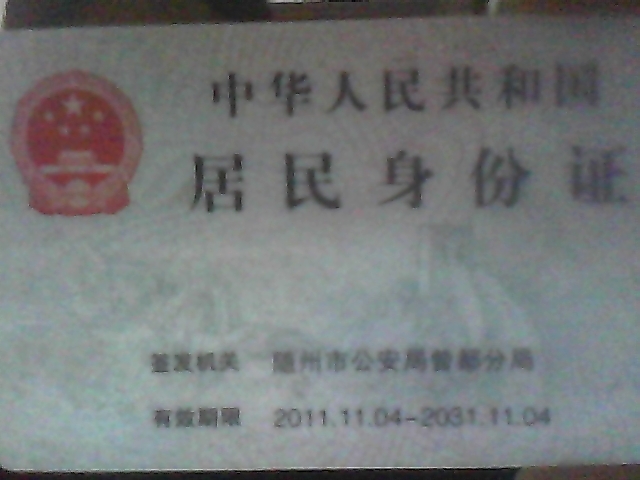 中华人民共和国
居民身份证
签发机关 随州市公安局曾都分局
有效期限 2011.11.04-2031.11.04